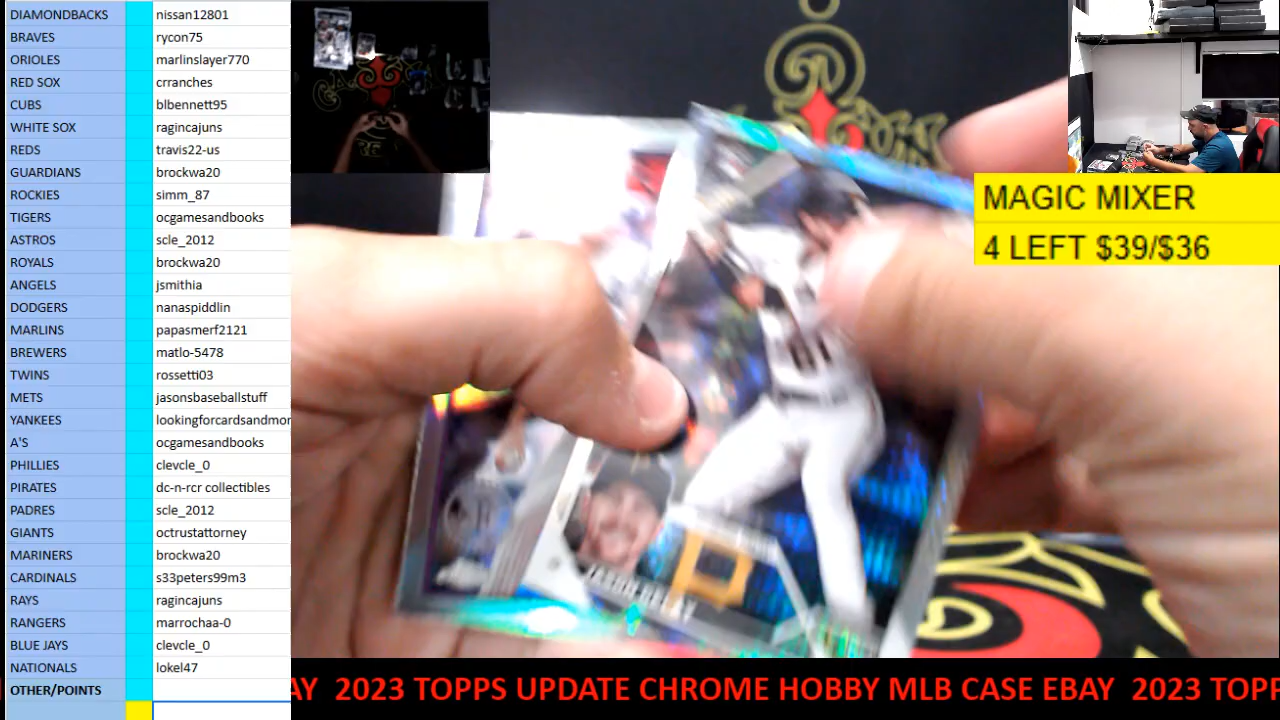 DIAMONDBACKS nissan12801
BRAVES rycon75
ORIOLES marlinslayer770
RED SOX crranches
CUBS blbennett95
WHITE SOX ragincajuns
REDS travis22-us
GUARDIANS brockwa20
ROCKIES simm_87
TIGERS ocgamesandbooks
ASTROS scle_2012
ROYALS brockwa20
ANGELS jsmithia
DODGERS nanaspiddlin
MARLINS papasmerf2121
BREWERS matlo-5478
TWINS rossetti03
METS jasonsbaseballstuff
YANKEES lookingforcardsandmor
A'S ocgamesandbooks
PHILLIES clevcle_0
PIRATES dc-n-rcr collectibles
PADRES scle_2012
GIANTS octrustattorney
MARINERS brockwa20
CARDINALS s33peters99m3
RAYS ragincajuns
RANGERS marrochaa-0
BLUE JAYS clevcle_0
NATIONALS lokel47
OTHER/POINTS
MAGIC MIXER
4 LEFT $39/$36
AY 2023 TOPPS UPDATE CHROME HOBBY MLB CASE EBAY 2023 TOPP